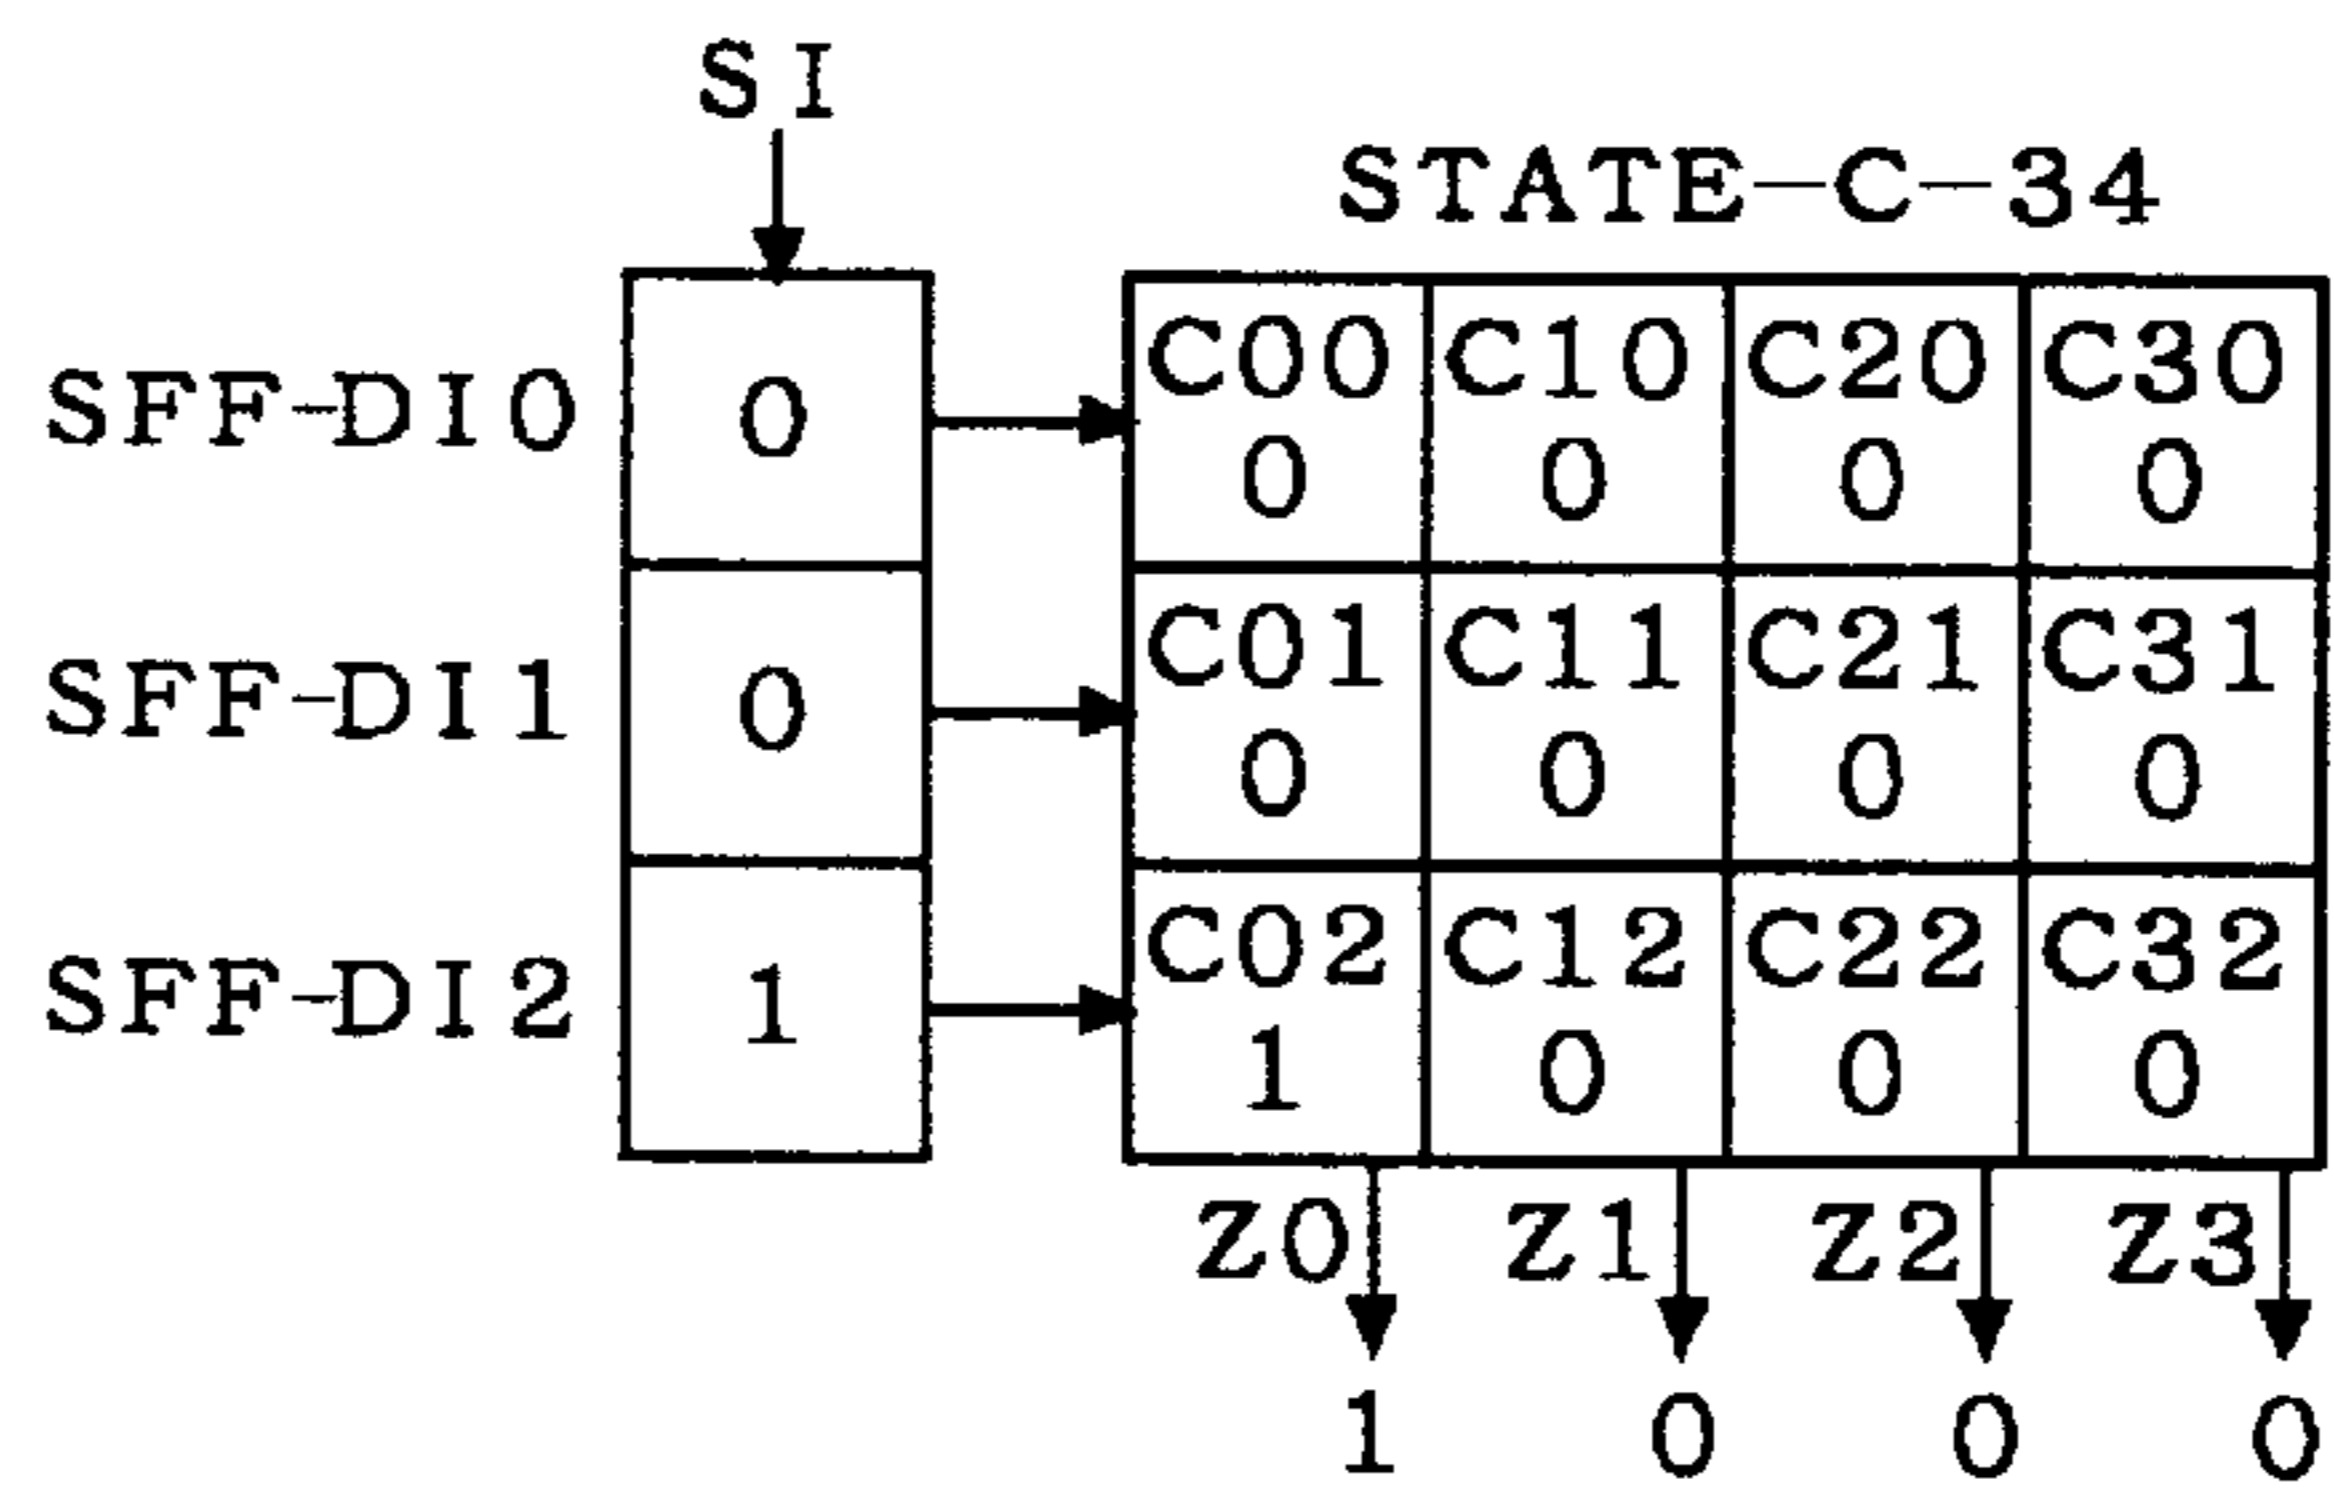 SI
STATE-C-34
SFF-DI0 0 C00 C10 C20 C30
0 0 0 0
SFF-DI1 0 C01 C11 C21 C31
0 0 0 0
SFF-DI2 1 C02 C12 C22 C32
1 0 0 0
Z0 Z1 Z2 Z3
1 0 0 0